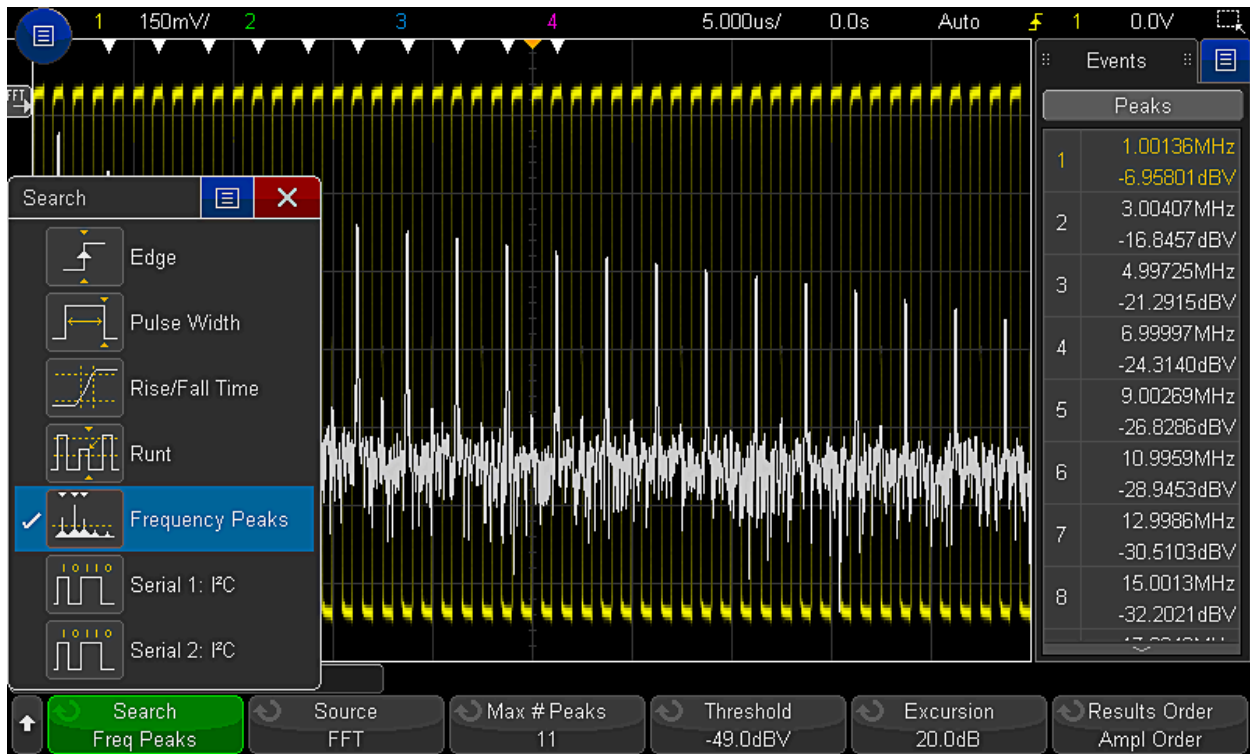 1 150mV/ 2 3 4 5.000us/ 0.0s Auto 1 0.0V
FFT
Events
Peaks
1 1.00136MHz
-6.95801dBV
2 3.00407MHz
-16.8457dBV
3 4.99725MHz
-21.2915dBV
4 6.99997MHz
-24.3140dBV
5 9.00269MHz
-26.8286dBV
6 10.9959MHz
-28.9453dBV
7 12.9986MHz
-30.5103dBV
8 15.0013MHz
-32.2021dBV
Search
Edge
Pulse Width
Rise/Fall Time
Runt
Frequency Peaks
10110
Serial 1: I²C
10110
Serial 2: I²C
Search Source Max # Peaks Threshold Excursion Results Order
Freq Peaks FFT 11 -49.0dBV 20.0dB Ampl Order